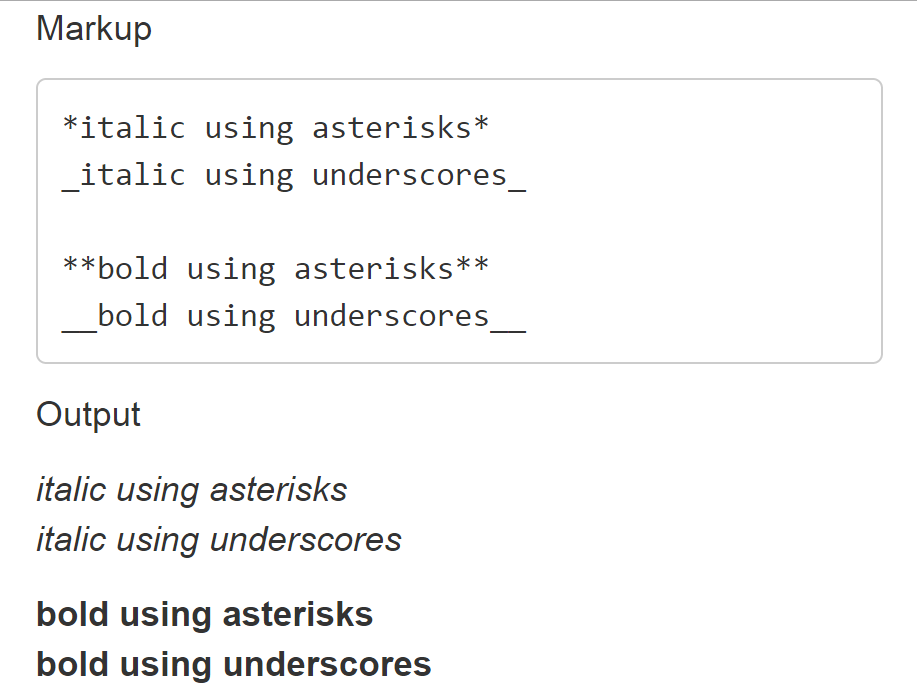 Markup
*italic using asterisks*
_italic using underscores_
**bold using asterisks**
__bold using underscores__
Output
italic using asterisks
italic using underscores
bold using asterisks
bold using underscores